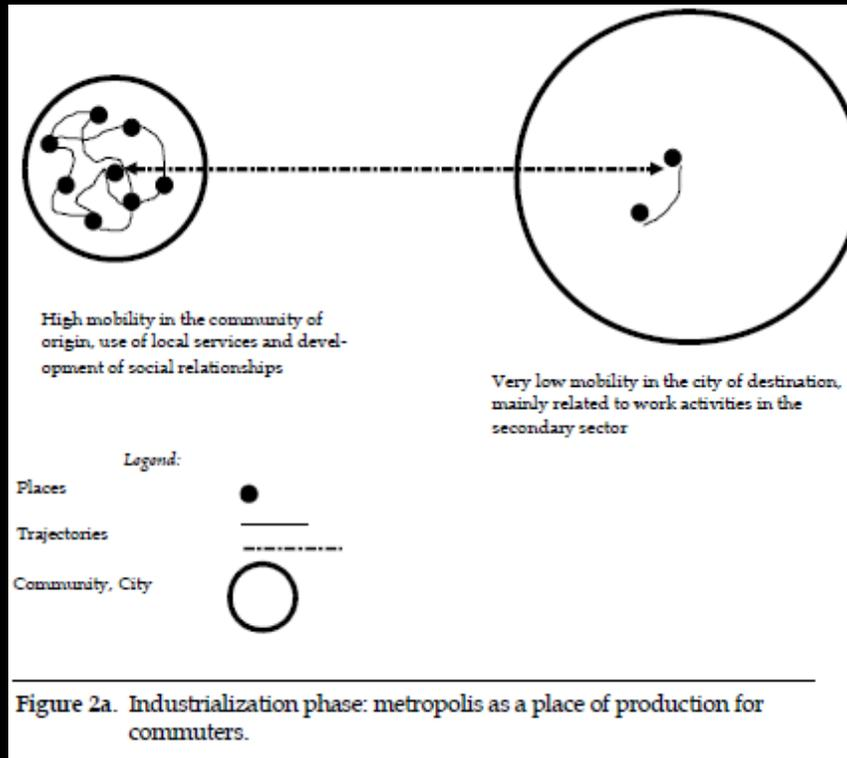 High mobility in the community of
origin, use of local services and devel-
opment of social relationships
Very low mobility in the city of destination,
mainly related to work activities in the
secondary sector
Legend:
Places
Trajectories
Community, City
Figure 2a. Industrialization phase: metropolis as a place of production for
commuters.